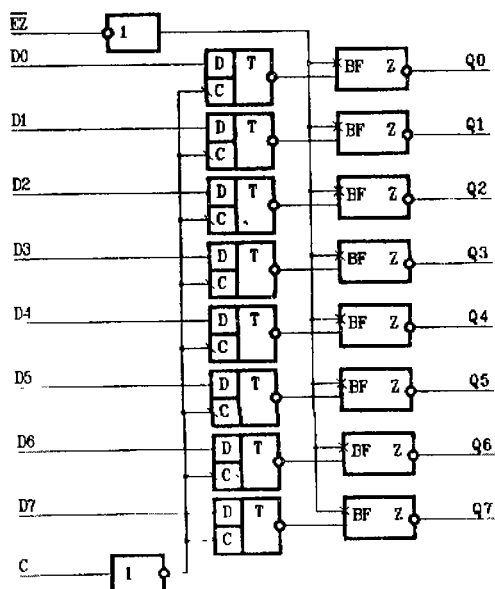 EZ 1
D0 D T BF Z Q0
C
D1 D T BF Z Q1
C
D2 D T BF Z Q2
C
D3 D T BF Z Q3
C
D4 D T BF Z Q4
C
D5 D T BF Z Q5
C
D6 D T BF Z Q6
C
D7 D T BF Z Q7
C
C 1